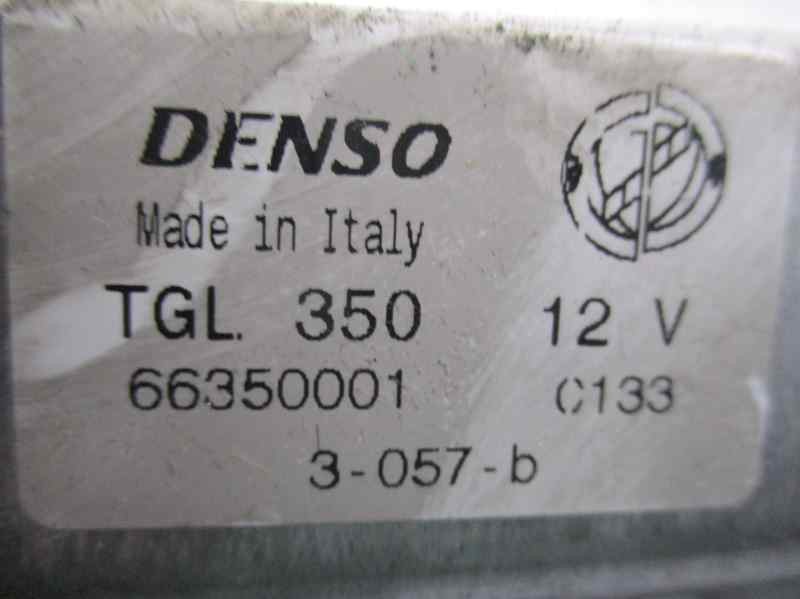 DENSO
Made in Italy
TGL. 350 12 V
66350001 C133
3-057-b